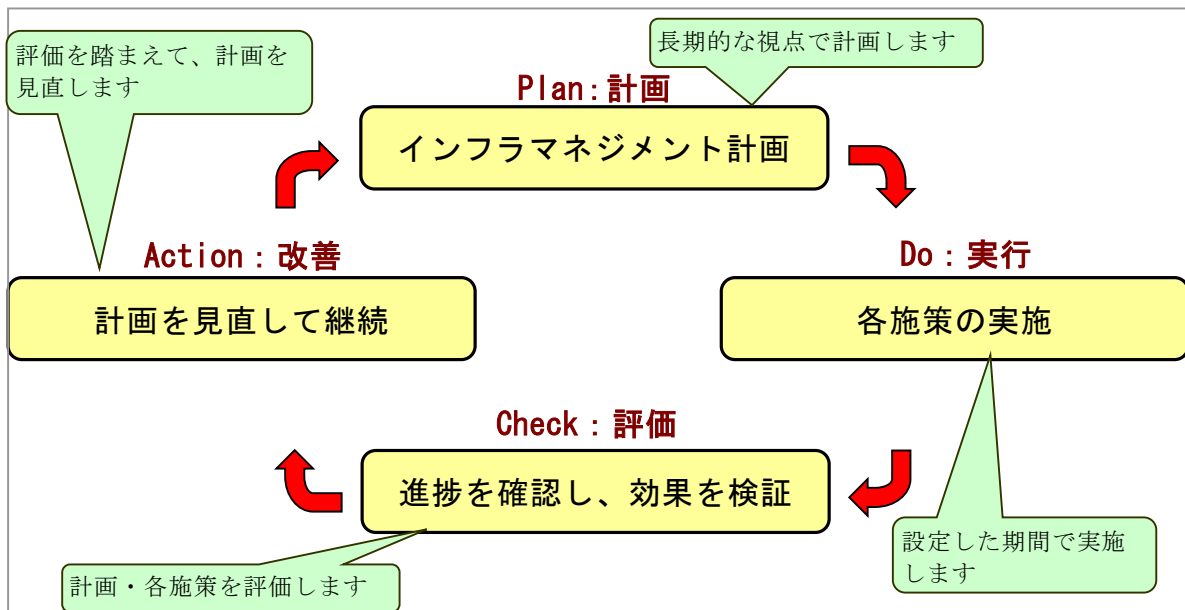 評価を踏まえて、計画を
見直します
長期的な視点で計画します
Plan:計画
インフラマネジメント計画
Action：改善
計画を見直して継続
Do：実行
各施策の実施
Check：評価
進捗を確認し、効果を検証
設定した期間で実施
します
計画・各施策を評価します